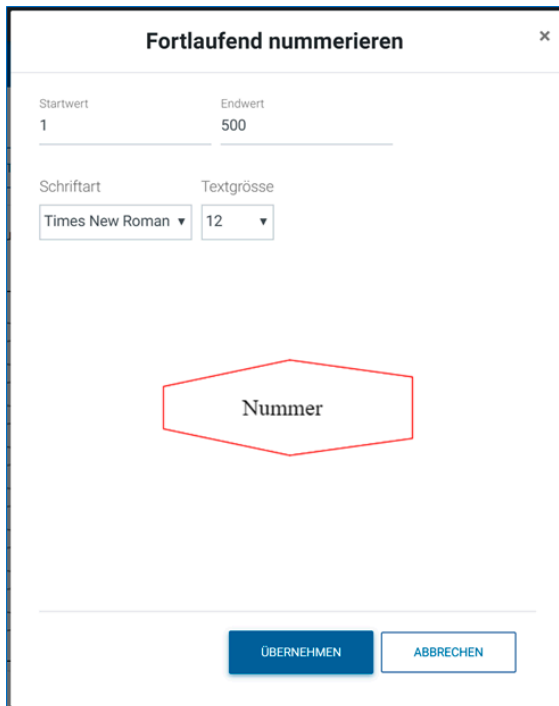 Fortlaufend nummerieren ×
Startwert Endwert
1 500
Schriftart Textgrösse
Times New Roman ▾ 12 ▾
Nummer
ÜBERNEHMEN ABBRECHEN